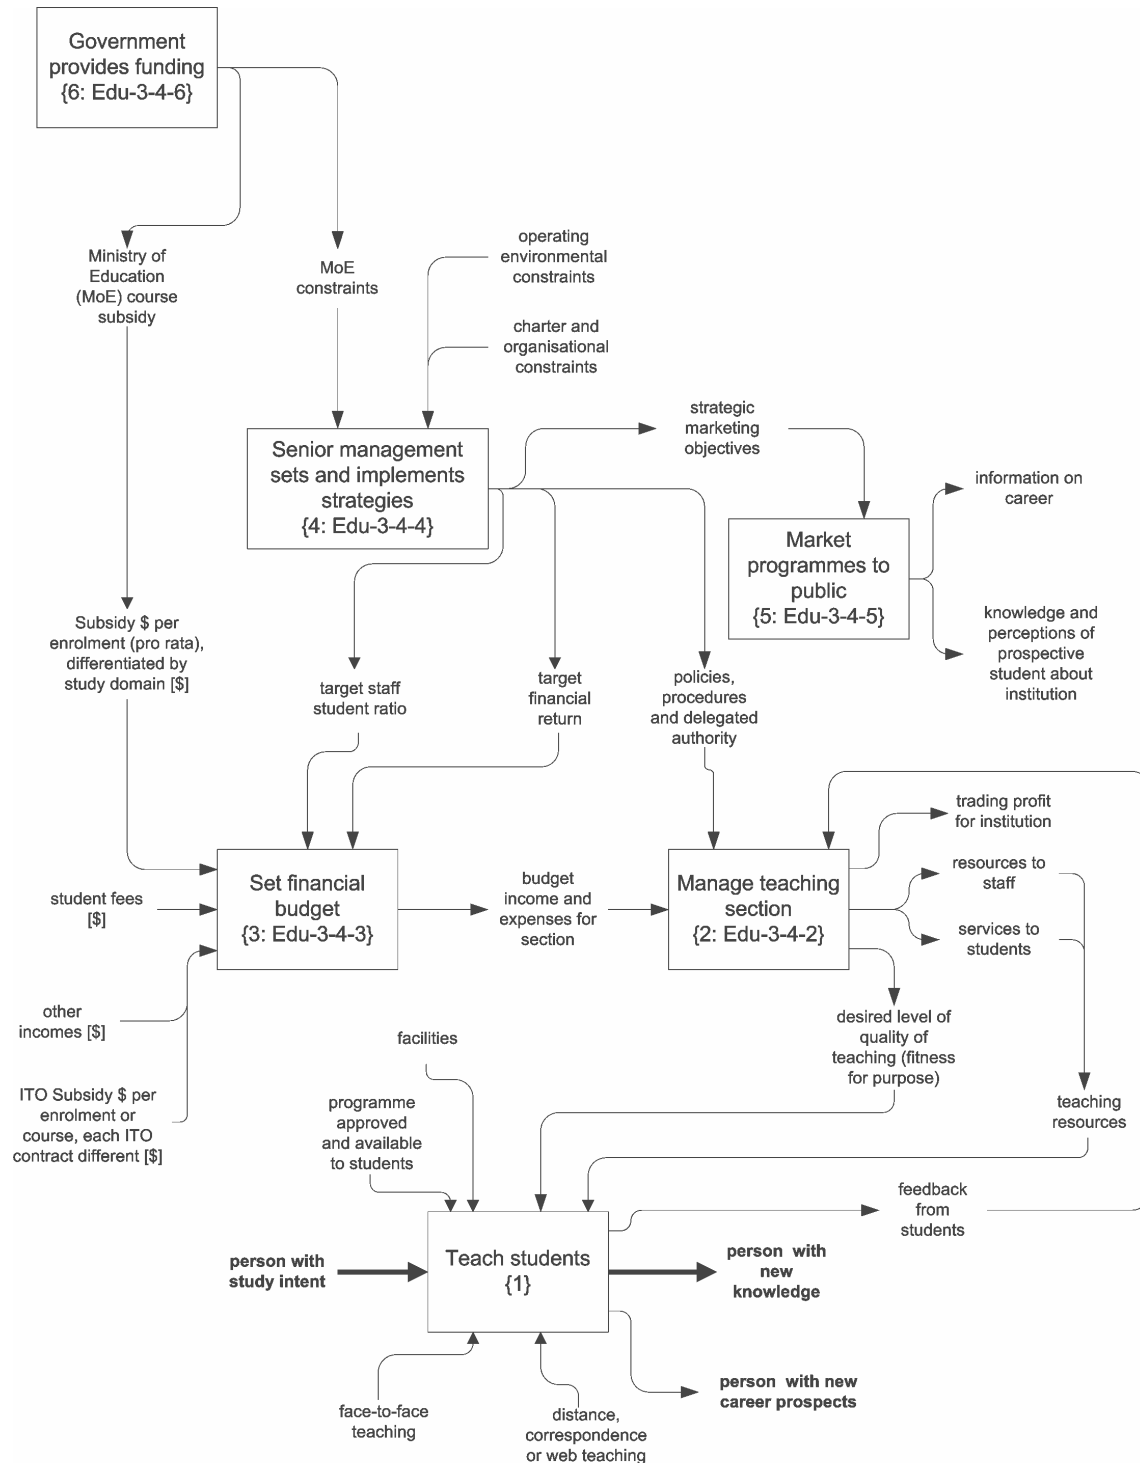 Government
provides funding
{6: Edu-3-4-6}
Ministry of
Education
(MoE) course
subsidy
MoE
constraints
operating
environmental
constraints
charter and
organisational
constraints
Senior management
sets and implements
strategies
{4: Edu-3-4-4}
strategic
marketing
objectives
Market
programmes to
public
{5: Edu-3-4-5}
information on
career
knowledge and
perceptions of
prospective
student about
institution
Subsidy $ per
enrolment (pro rata),
differentiated by
study domain [$]
target staff
student ratio
target
financial
return
policies,
procedures
and delegated
authority
student fees
[$]
other
incomes [$]
ITO Subsidy $ per
enrolment or
course, each ITO
contract different [$]
Set financial
budget
{3: Edu-3-4-3}
budget
income and
expenses for
section
Manage teaching
section
{2: Edu-3-4-2}
trading profit
for institution
resources to
staff
services to
students
desired level of
quality of
teaching (fitness
for purpose)
teaching
resources
facilities
programme
approved
and available
to students
person with
study intent
Teach students
{1}
feedback
from
students
person with
new
knowledge
person with new
career prospects
face-to-face
teaching
distance,
correspondence
or web teaching